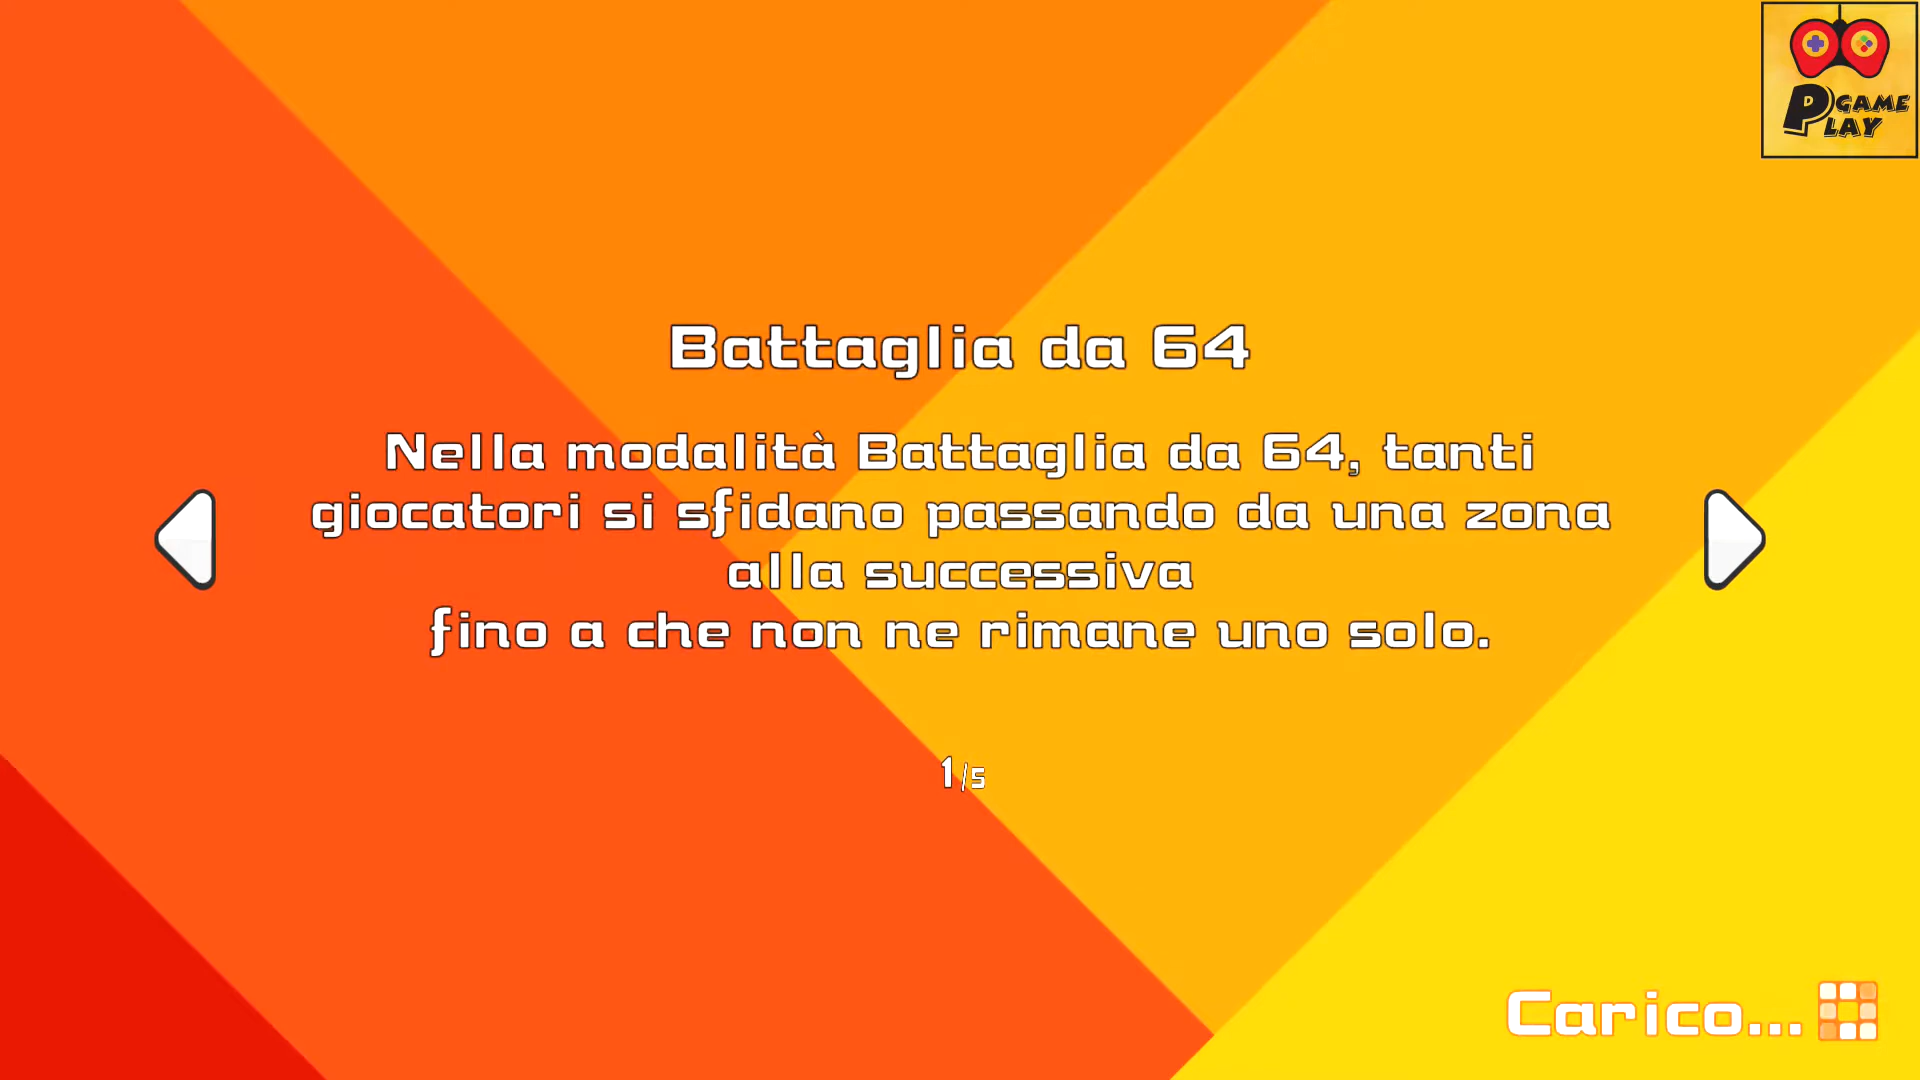 P GAME
LAY
Battaglia da 64
Nella modalità Battaglia da 64, tanti
giocatori si sfidano passando da una zona
alla successiva
fino a che non ne rimane uno solo.
1/5
Carico...